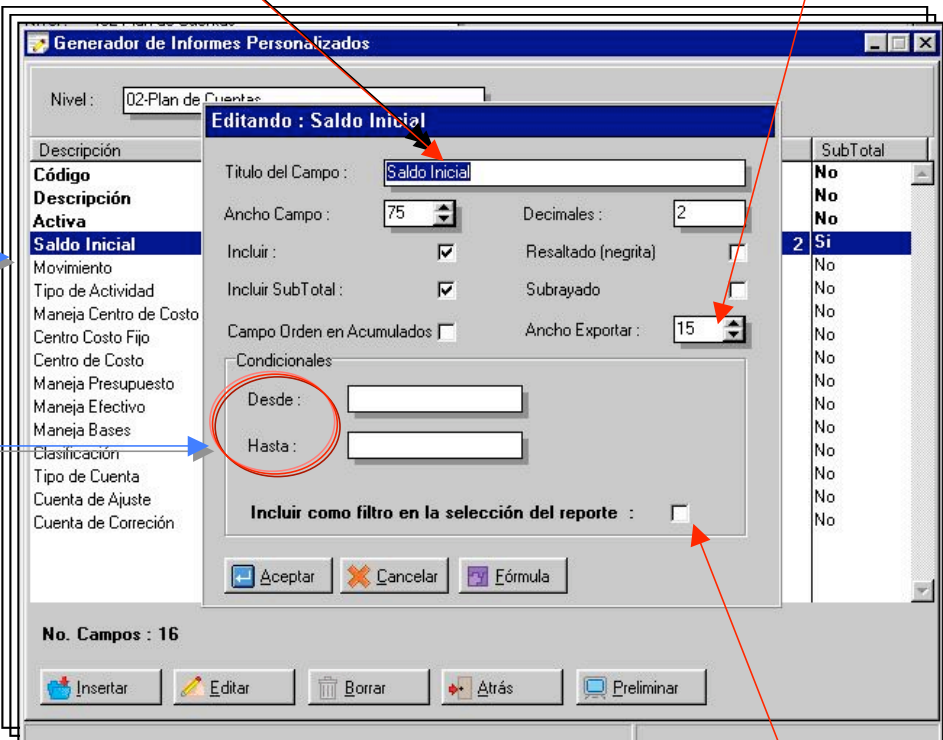 Generador de Informes Personalizados
Nivel : 02-Plan de Cuentas
Editando : Saldo Inicial
Descripción SubTotal
Código No
Descripción No
Activa No
Saldo Inicial 2 Si
Movimiento No
Tipo de Actividad No
Maneja Centro de Costo No
Centro Costo Fijo No
Centro de Costo No
Maneja Presupuesto No
Maneja Efectivo No
Maneja Bases No
Clasificación No
Tipo de Cuenta No
Cuenta de Ajuste No
Cuenta de Correción No
Titulo del Campo : Saldo Inicial
Ancho Campo : 75 Decimales : 2
Incluir : Resaltado (negrita)
Incluir SubTotal : Subrayado
Campo Orden en Acumulados Ancho Exportar : 15
Condicionales
Desde :
Hasta :
Incluir como filtro en la selección del reporte :
Aceptar Cancelar Fórmula
No. Campos : 16
Insertar Editar Borrar Atrás Preliminar